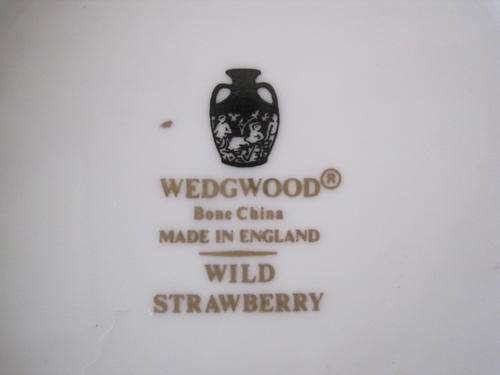 WEDGWOOD®
Bone China
MADE IN ENGLAND
WILD
STRAWBERRY